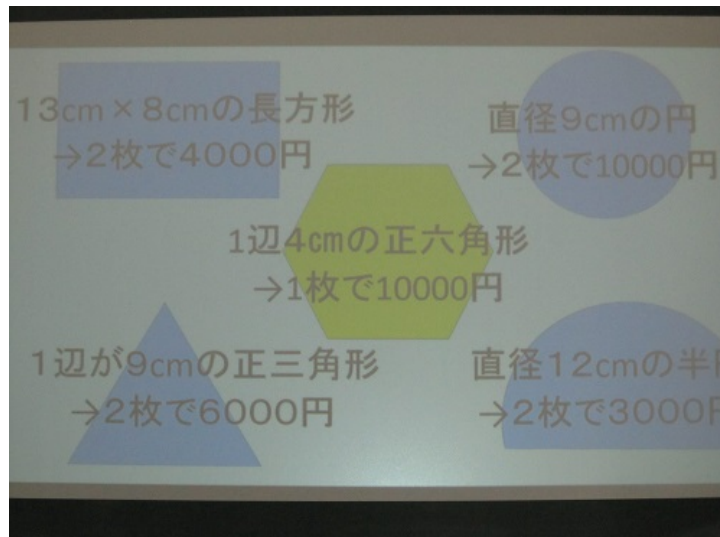 13cm×8cmの長方形
→2枚で4000円
直径9cmの円
→2枚で10000円
1辺4㎝の正六角形
→1枚で10000円
1辺が9cmの正三角形
→2枚で6000円
直径12cmの半
→2枚で3000